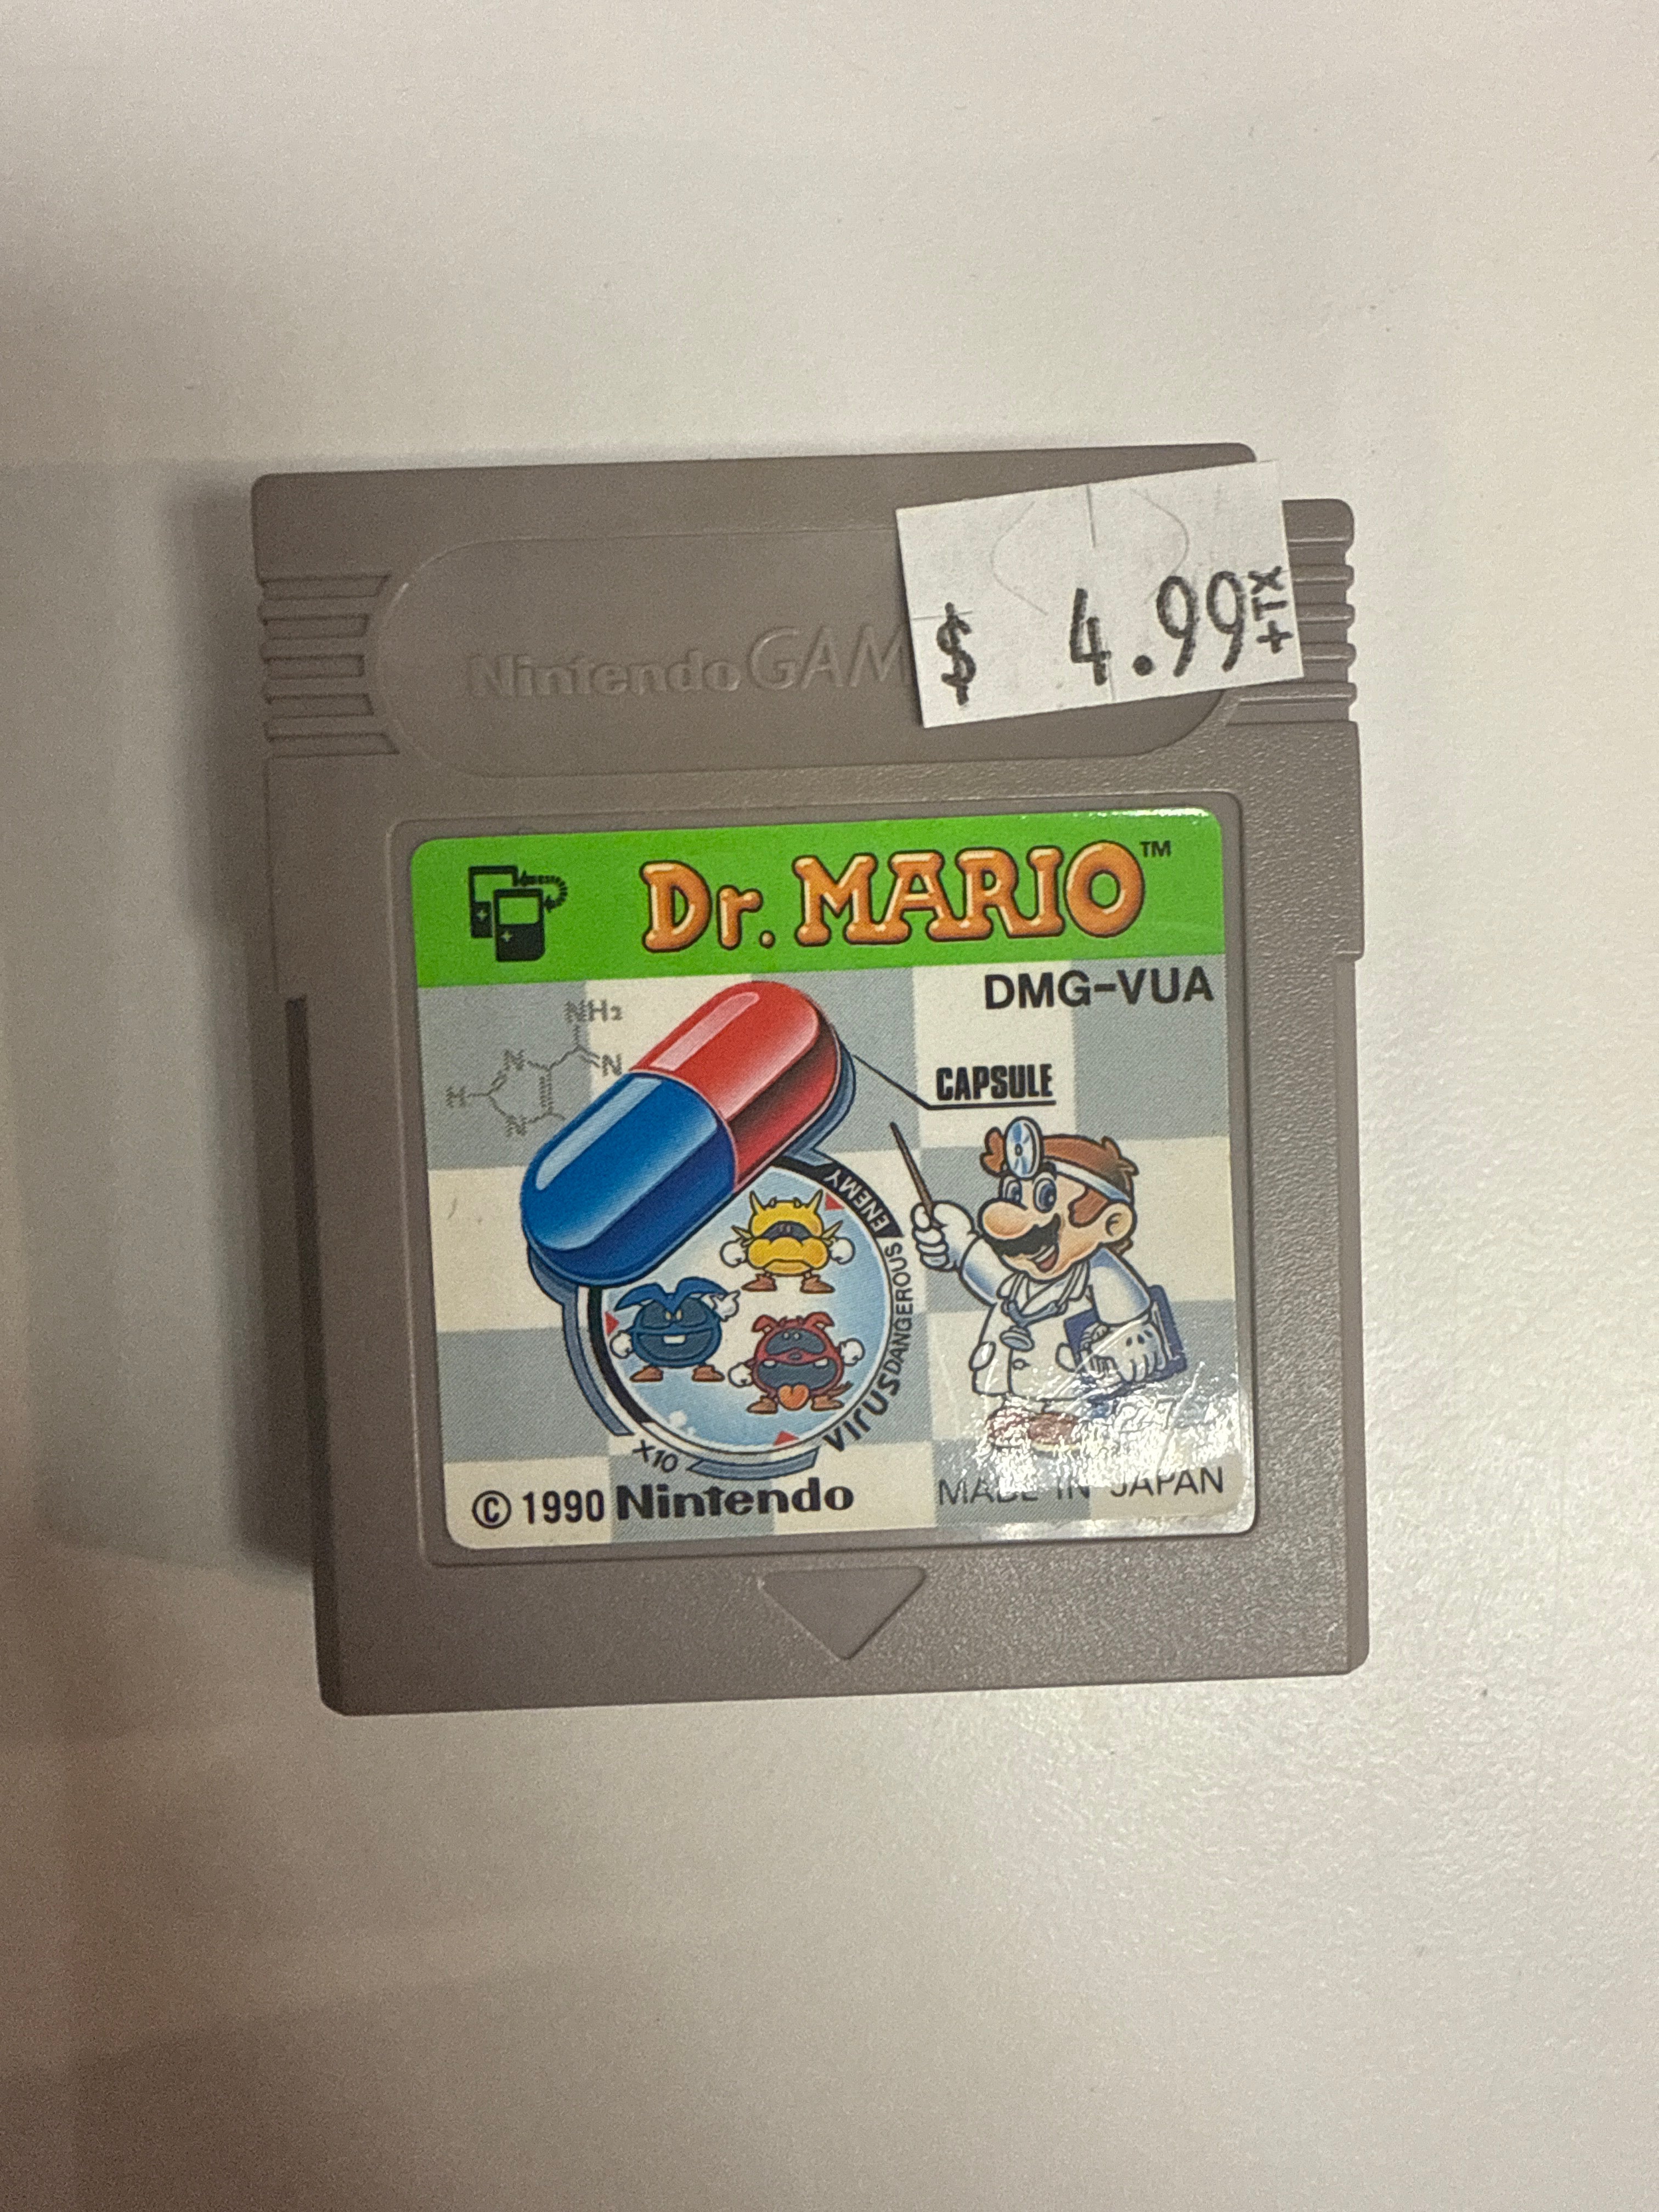 Nintendo GAM
$ 4.99+TX
Dr. MARIO™
DMG-VUA
NH₂
N
N
H
N
CAPSULE
ENEMY
DANGEROUS
VIRUS
X10
© 1990 Nintendo
MADE IN JAPAN